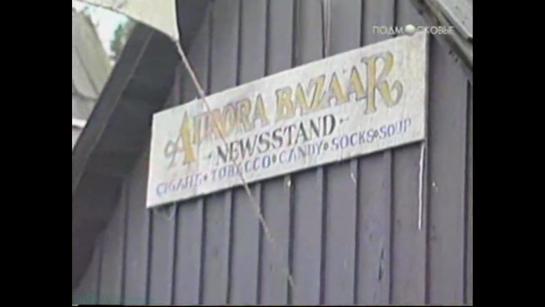 ПОДМОСКОВЬЕ
AURORA BAZAAR
·NEWSSTAND·
CIGARS·TOBACCO·CANDY·SOCKS·SOUP